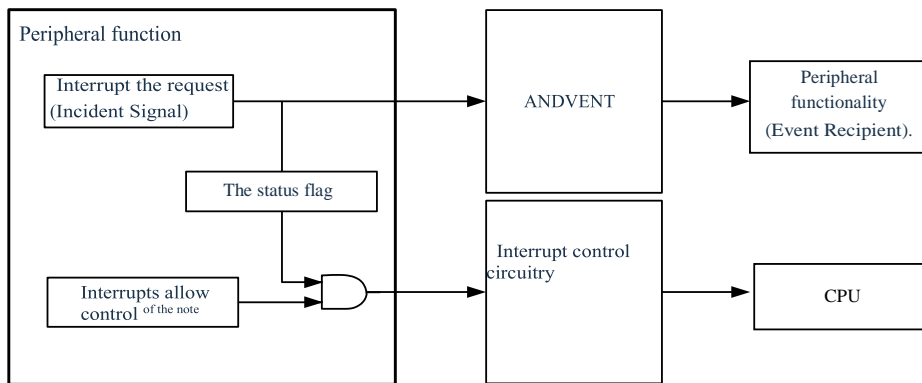 Peripheral function
Interrupt the request
(Incident Signal)
ANDVENT
Peripheral
functionality
(Event Recipient).
The status flag
Interrupt control
circuitry
Interrupts allow
control of the note
CPU